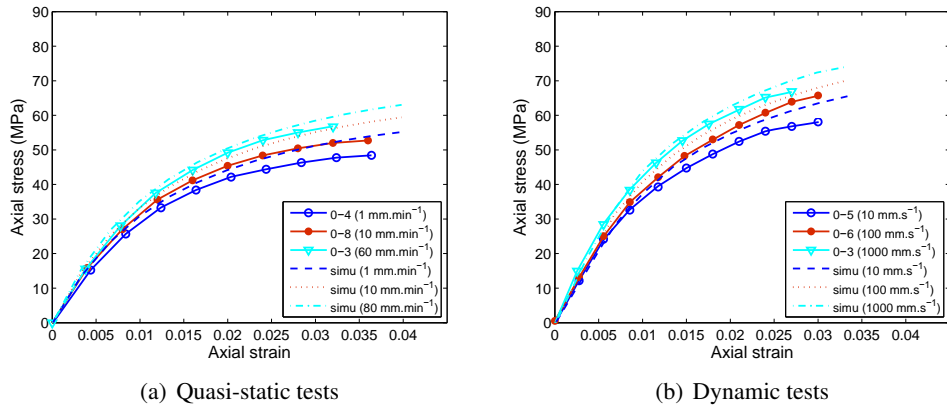 90
80
70
60
50
40
30
20
10
0
Axial stress (MPa)
0 0.005 0.01 0.015 0.02 0.025 0.03 0.035 0.04
Axial strain
0−4 (1 mm.min⁻¹)
0−8 (10 mm.min⁻¹)
0−3 (60 mm.min⁻¹)
simu (1 mm.min⁻¹)
simu (10 mm.min⁻¹)
simu (80 mm.min⁻¹)
(a) Quasi-static tests
90
80
70
60
50
40
30
20
10
0
Axial stress (MPa)
0 0.005 0.01 0.015 0.02 0.025 0.03 0.035 0.04
Axial strain
0−5 (10 mm.s⁻¹)
0−6 (100 mm.s⁻¹)
0−3 (1000 mm.s⁻¹)
simu (10 mm.s⁻¹)
simu (100 mm.s⁻¹)
simu (1000 mm.s⁻¹)
(b) Dynamic tests